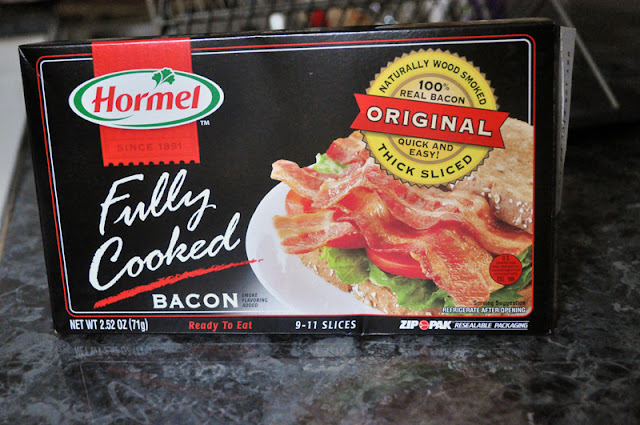 Hormel
TM
SINCE 1891
Fully
Cooked
BACON
SMOKE
FLAVORING
ADDED
NATURALLY WOOD SMOKED
100%
REAL BACON
ORIGINAL
QUICK AND
EASY!
THICK SLICED
Serving Suggestion
REFRIGERATE AFTER OPENING
NET WT 2.52 OZ (71g)
Ready To Eat
9-11 SLICES
ZIP PAK RESEALABLE PACKAGING